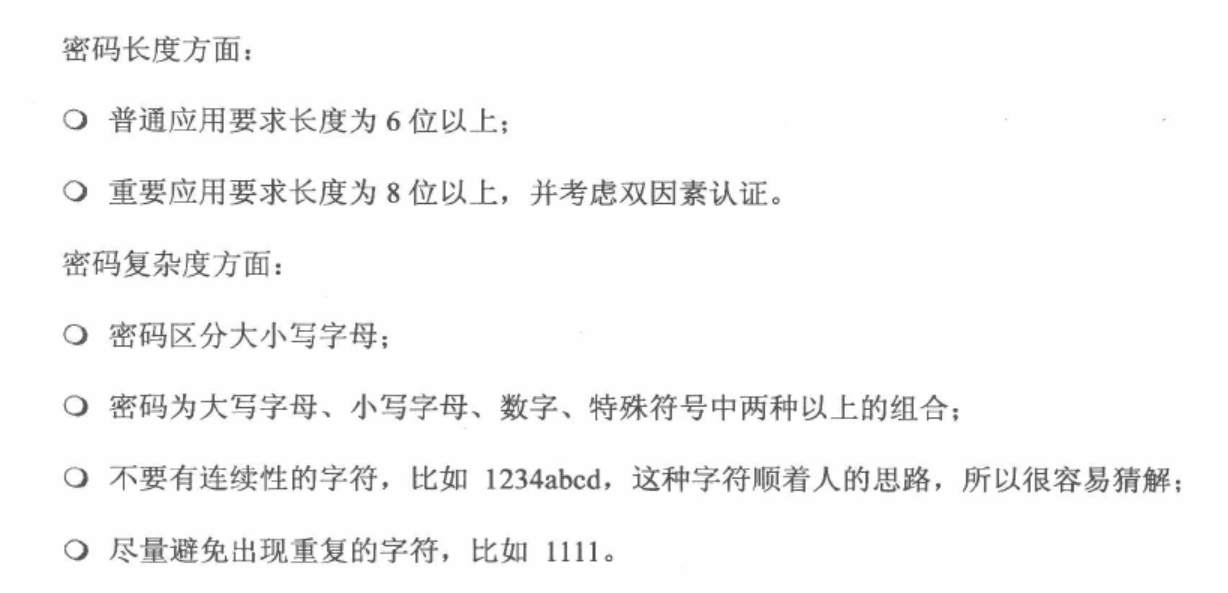 密码长度方面：
○ 普通应用要求长度为 6 位以上；
○ 重要应用要求长度为 8 位以上，并考虑双因素认证。
密码复杂度方面：
○ 密码区分大小写字母；
○ 密码为大写字母、小写字母、数字、特殊符号中两种以上的组合；
○ 不要有连续性的字符，比如 1234abcd，这种字符顺着人的思路，所以很容易猜解；
○ 尽量避免出现重复的字符，比如 1111。